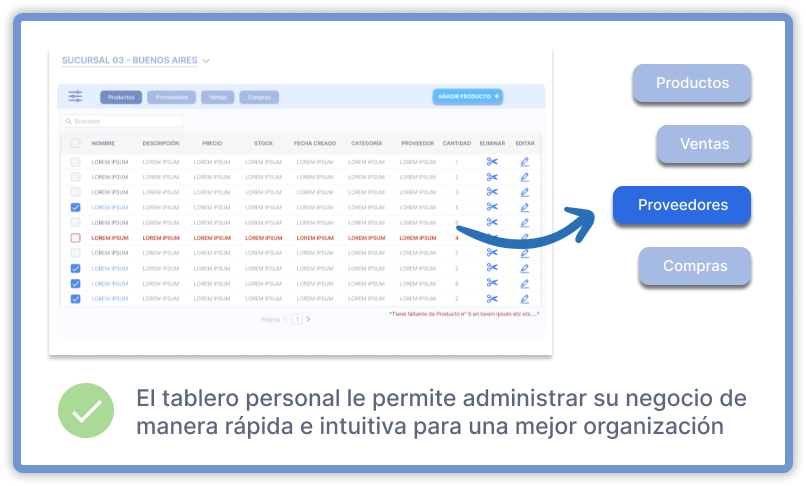 SUCURSAL 03 - BUENOS AIRES
Productos Proveedores Ventas Compras AÑADIR PRODUCTO +
Buscador
NOMBRE DESCRIPCIÓN PRECIO STOCK FECHA CREADO CATEGORÍA PROVEEDOR CANTIDAD ELIMINAR EDITAR
LOREM IPSUM LOREM IPSUM LOREM IPSUM LOREM IPSUM LOREM IPSUM LOREM IPSUM LOREM IPSUM 1
LOREM IPSUM LOREM IPSUM LOREM IPSUM LOREM IPSUM LOREM IPSUM LOREM IPSUM LOREM IPSUM 2
LOREM IPSUM LOREM IPSUM LOREM IPSUM LOREM IPSUM LOREM IPSUM LOREM IPSUM LOREM IPSUM 3
LOREM IPSUM LOREM IPSUM LOREM IPSUM LOREM IPSUM LOREM IPSUM LOREM IPSUM LOREM IPSUM 5
LOREM IPSUM LOREM IPSUM LOREM IPSUM LOREM IPSUM LOREM IPSUM LOREM IPSUM LOREM IPSUM
LOREM IPSUM LOREM IPSUM LOREM IPSUM LOREM IPSUM LOREM IPSUM LOREM IPSUM LOREM IPSUM 4
LOREM IPSUM LOREM IPSUM LOREM IPSUM LOREM IPSUM LOREM IPSUM LOREM IPSUM LOREM IPSUM 2
LOREM IPSUM LOREM IPSUM LOREM IPSUM LOREM IPSUM LOREM IPSUM LOREM IPSUM LOREM IPSUM 2
LOREM IPSUM LOREM IPSUM LOREM IPSUM LOREM IPSUM LOREM IPSUM LOREM IPSUM LOREM IPSUM 8
LOREM IPSUM LOREM IPSUM LOREM IPSUM LOREM IPSUM LOREM IPSUM LOREM IPSUM LOREM IPSUM 2
Página 1
*Tiene faltante de Producto n° 6 en lorem ipsum etc etc...*
Productos
Ventas
Proveedores
Compras
El tablero personal le permite administrar su negocio de
manera rápida e intuitiva para una mejor organización